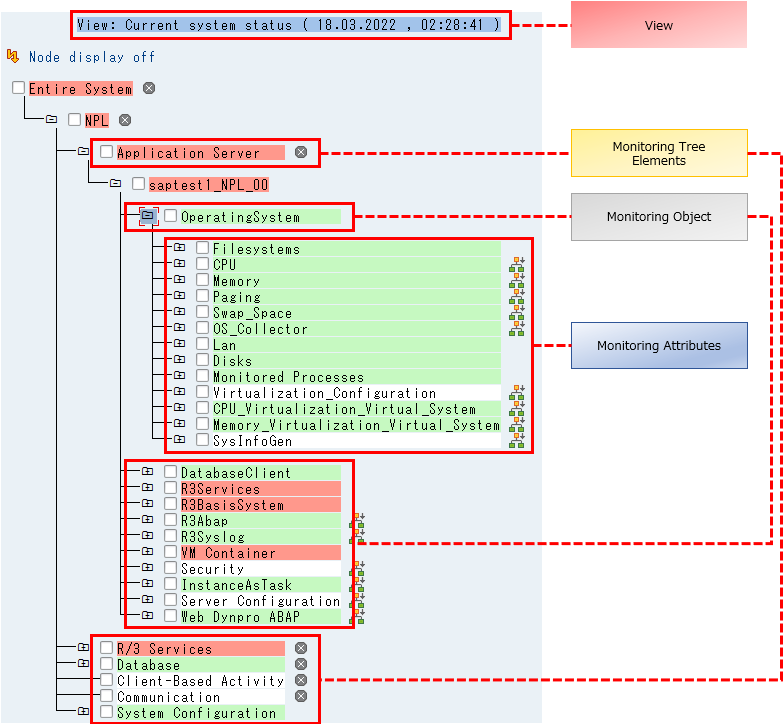 View: Current system status ( 18.03.2022 , 02:28:41 )
View
Node display off
Entire System
NPL
Application Server
Monitoring Tree
Elements
saptest1_NPL_00
OperatingSystem
Monitoring Object
Filesystems
CPU
Memory
Paging
Swap_Space
OS_Collector
Lan
Monitoring Attributes
Disks
Monitored Processes
Virtualization_Configuration
CPU_Virtualization_Virtual_System
Memory_Virtualization_Virtual_System
SysInfoGen
DatabaseClient
R3Services
R3BasisSystem
R3Abap
R3Syslog
VM Container
Security
InstanceAsTask
Server Configuration
Web Dynpro ABAP
R/3 Services
Database
Client-Based Activity
Communication
System Configuration